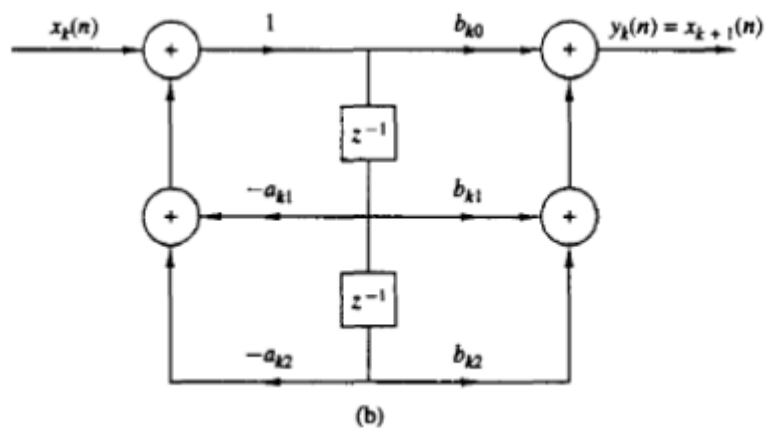 xₖ(n) 1 bₖ₀ yₖ(n) = xₖ₊₁(n)
+ +
z⁻¹
−aₖ₁ bₖ₁
+ +
z⁻¹
−aₖ₂ bₖ₂
(b)